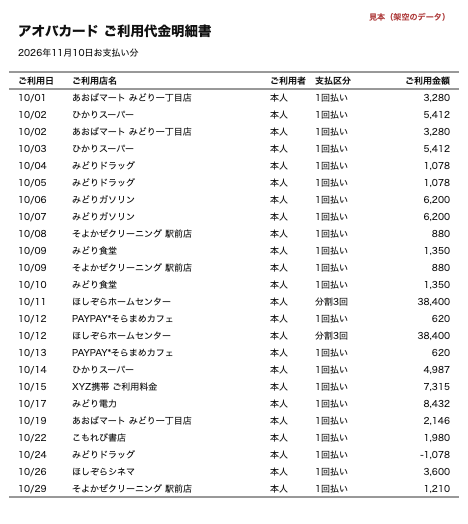 見本（架空のデータ）
アオバカード ご利用代金明細書
2026年11月10日お支払い分
ご利用日 ご利用店名 ご利用者 支払区分 ご利用金額
10/01 あおばマート みどり一丁目店 本人 1回払い 3,280
10/02 ひかりスーパー 本人 1回払い 5,412
10/02 あおばマート みどり一丁目店 本人 1回払い 3,280
10/03 ひかりスーパー 本人 1回払い 5,412
10/04 みどりドラッグ 本人 1回払い 1,078
10/05 みどりドラッグ 本人 1回払い 1,078
10/06 みどりガソリン 本人 1回払い 6,200
10/07 みどりガソリン 本人 1回払い 6,200
10/08 そよかぜクリーニング 駅前店 本人 1回払い 880
10/09 みどり食堂 本人 1回払い 1,350
10/09 そよかぜクリーニング 駅前店 本人 1回払い 880
10/10 みどり食堂 本人 1回払い 1,350
10/11 ほしぞらホームセンター 本人 分割3回 38,400
10/12 PAYPAY*そらまめカフェ 本人 1回払い 620
10/12 ほしぞらホームセンター 本人 分割3回 38,400
10/13 PAYPAY*そらまめカフェ 本人 1回払い 620
10/14 ひかりスーパー 本人 1回払い 4,987
10/15 XYZ携帯 ご利用料金 本人 1回払い 7,315
10/17 みどり電力 本人 1回払い 8,432
10/19 あおばマート みどり一丁目店 本人 1回払い 2,146
10/22 こもれび書店 本人 1回払い 1,980
10/24 みどりドラッグ 本人 1回払い -1,078
10/26 ほしぞらシネマ 本人 1回払い 3,600
10/29 そよかぜクリーニング 駅前店 本人 1回払い 1,210